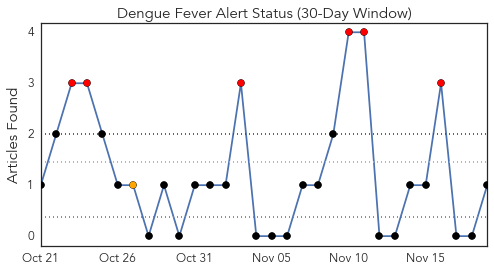 Dengue Fever Alert Status (30-Day Window)
Articles Found
4
3
2
1
0
Oct 21 Oct 26 Oct 31 Nov 05 Nov 10 Nov 15